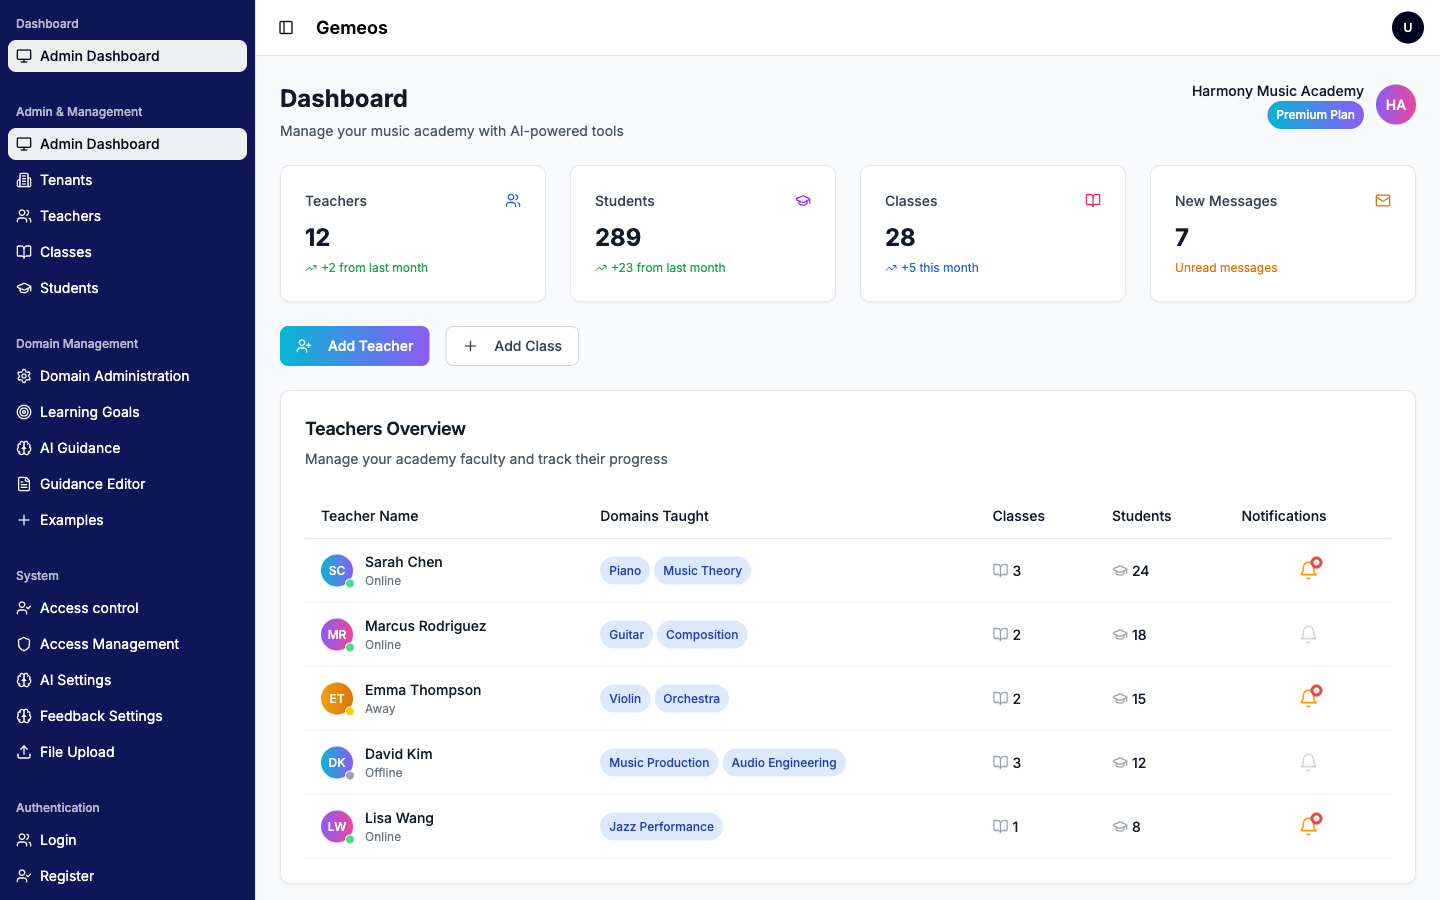 Dashboard
Admin Dashboard
Admin & Management
Admin Dashboard
Tenants
Teachers
Classes
Students
Domain Management
Domain Administration
Learning Goals
AI Guidance
Guidance Editor
Examples
System
Access control
Access Management
AI Settings
Feedback Settings
File Upload
Authentication
Login
Register
Gemeos
U
Dashboard
Manage your music academy with AI-powered tools
Harmony Music Academy
Premium Plan
HA
Teachers
12
+2 from last month
Students
289
+23 from last month
Classes
28
+5 this month
New Messages
7
Unread messages
Add Teacher
Add Class
Teachers Overview
Manage your academy faculty and track their progress
Teacher Name Domains Taught Classes Students Notifications
SC Sarah Chen Piano Music Theory 3 24
Online
MR Marcus Rodriguez Guitar Composition 2 18
Online
ET Emma Thompson Violin Orchestra 2 15
Away
DK David Kim Music Production Audio Engineering 3 12
Offline
LW Lisa Wang Jazz Performance 1 8
Online